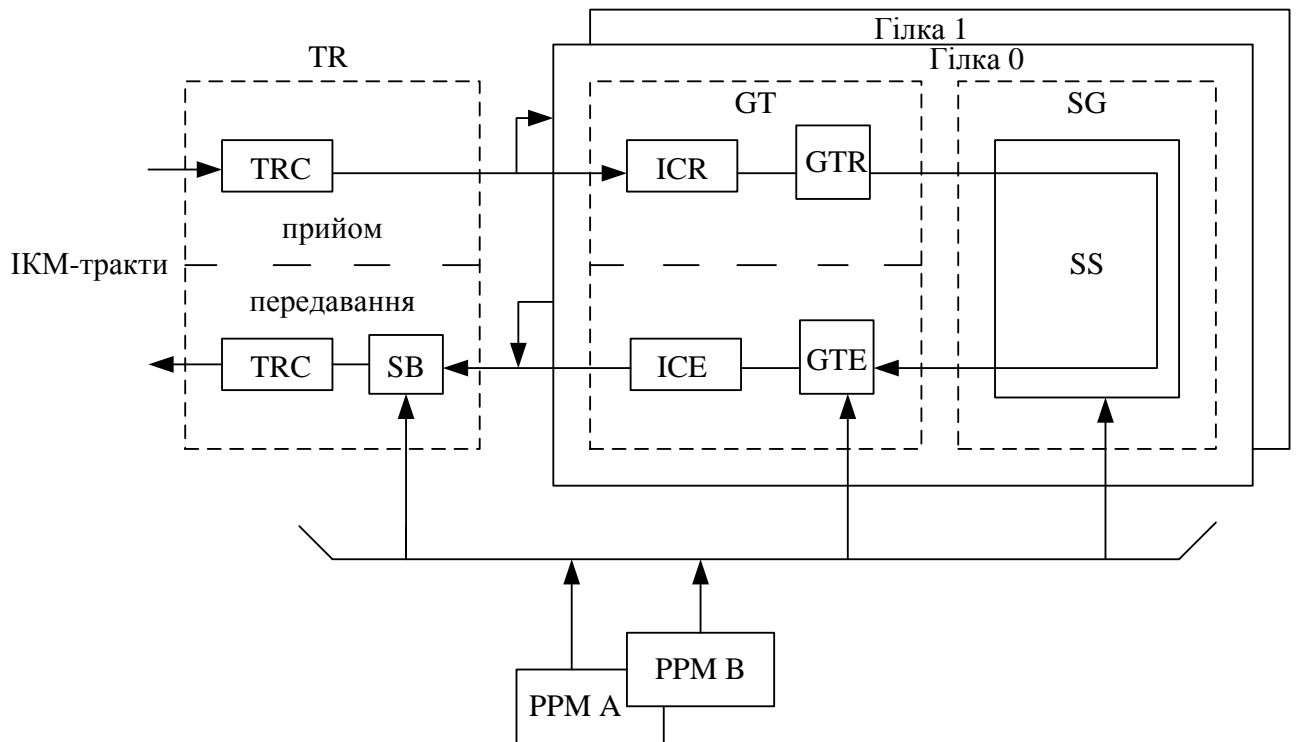 Гілка 1
Гілка 0
TR
GT
SG
TRC
ICR
GTR
прийом
ІКМ-тракти
SS
передавання
TRC
SB
ICE
GTE
PPM B
PPM A